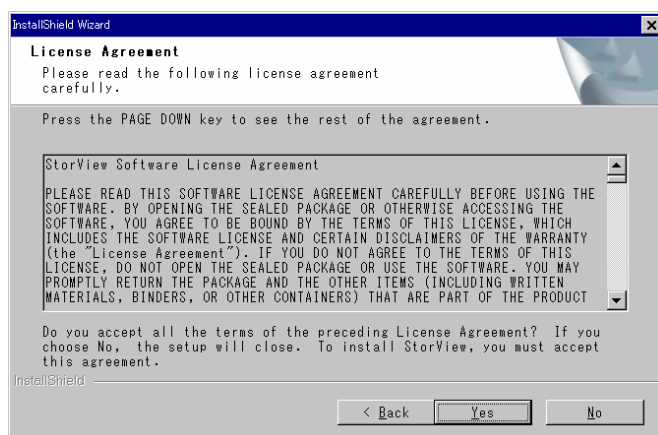 InstallShield Wizard
License Agreement
Please read the following license agreement
carefully.
Press the PAGE DOWN key to see the rest of the agreement.
StorView Software License Agreement
PLEASE READ THIS SOFTWARE LICENSE AGREEMENT CAREFULLY BEFORE USING THE
SOFTWARE. BY OPENING THE SEALED PACKAGE OR OTHERWISE ACCESSING THE
SOFTWARE, YOU AGREE TO BE BOUND BY THE TERMS OF THIS LICENSE, WHICH
INCLUDES THE SOFTWARE LICENSE AND CERTAIN DISCLAIMERS OF THE WARRANTY
(the "License Agreement"). IF YOU DO NOT AGREE TO THE TERMS OF THIS
LICENSE, DO NOT OPEN THE SEALED PACKAGE OR USE THE SOFTWARE. YOU MAY
PROMPTLY RETURN THE PACKAGE AND THE OTHER ITEMS (INCLUDING WRITTEN
MATERIALS, BINDERS, OR OTHER CONTAINERS) THAT ARE PART OF THE PRODUCT
Do you accept all the terms of the preceding License Agreement? If you
choose No, the setup will close. To install StorView, you must accept
this agreement.
InstallShield
< Back Yes No